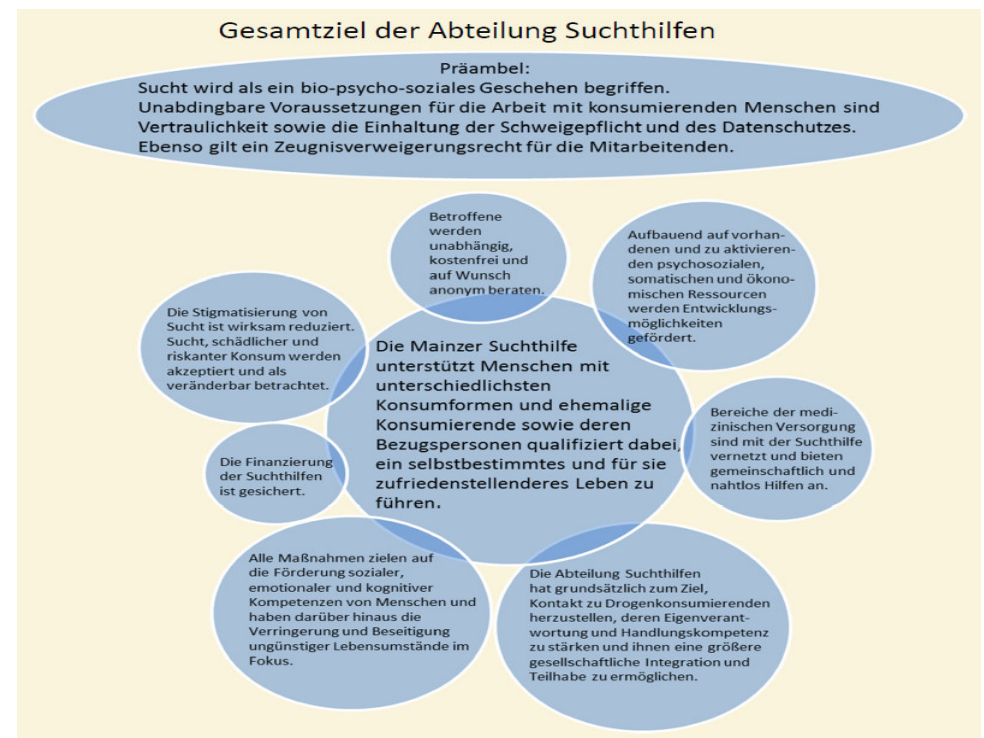 Gesamtziel der Abteilung Suchthilfen
Präambel:
Sucht wird als ein bio-psycho-soziales Geschehen begriffen.
Unabdingbare Voraussetzungen für die Arbeit mit konsumierenden Menschen sind
Vertraulichkeit sowie die Einhaltung der Schweigepflicht und des Datenschutzes.
Ebenso gilt ein Zeugnisverweigerungsrecht für die Mitarbeitenden.
Betroffene
werden
unabhängig,
kostenfrei und
auf Wunsch
anonym beraten.
Aufbauend auf vorhan-
denen und zu aktivieren-
den psychosozialen,
somatischen und ökono-
mischen Ressourcen
werden Entwicklungs-
möglichkeiten
gefördert.
Die Stigmatisierung von
Sucht ist wirksam reduziert.
Sucht, schädlicher und
riskanter Konsum werden
akzeptiert und als
veränderbar betrachtet.
Die Mainzer Suchthilfe
unterstützt Menschen mit
unterschiedlichsten
Konsumformen und ehemalige
Konsumierende sowie deren
Bezugspersonen qualifiziert dabei,
ein selbstbestimmtes und für sie
zufriedenstellenderes Leben zu
führen.
Bereiche der medi-
zinischen Versorgung
sind mit der Suchthilfe
vernetzt und bieten
gemeinschaftlich und
nahtlos Hilfen an.
Die Finanzierung
der Suchthilfen
ist gesichert.
Alle Maßnahmen zielen auf
die Förderung sozialer,
emotionaler und kognitiver
Kompetenzen von Menschen und
haben darüber hinaus die
Verringerung und Beseitigung
ungünstiger Lebensumstände im
Fokus.
Die Abteilung Suchthilfen
hat grundsätzlich zum Ziel,
Kontakt zu Drogenkonsumierenden
herzustellen, deren Eigenverant-
wortung und Handlungskompetenz
zu stärken und ihnen eine größere
gesellschaftliche Integration und
Teilhabe zu ermöglichen.